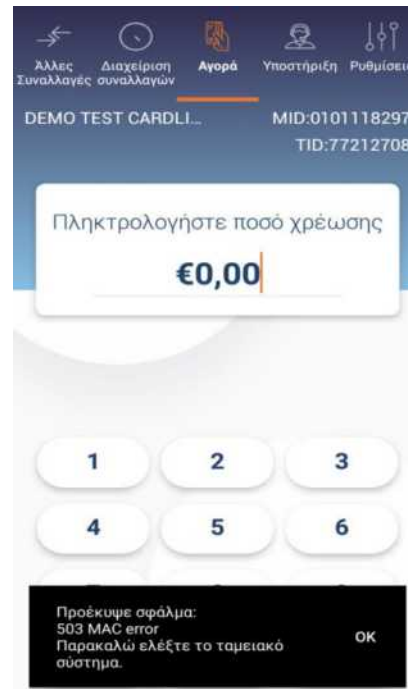 Άλλες Συναλλαγές
Διαχείριση συναλλαγών
Αγορά
Υποστήριξη
DEMO TEST CARDLI...
MID:0101118297
TID:77212708
Πληκτρολογήστε ποσό χρέωσης
€0,00
1 2 3
4 5 6
Προέκυψε σφάλμα:
503 MAC error
Παρακαλώ ελέξτε το ταμειακό
σύστημα.
OK